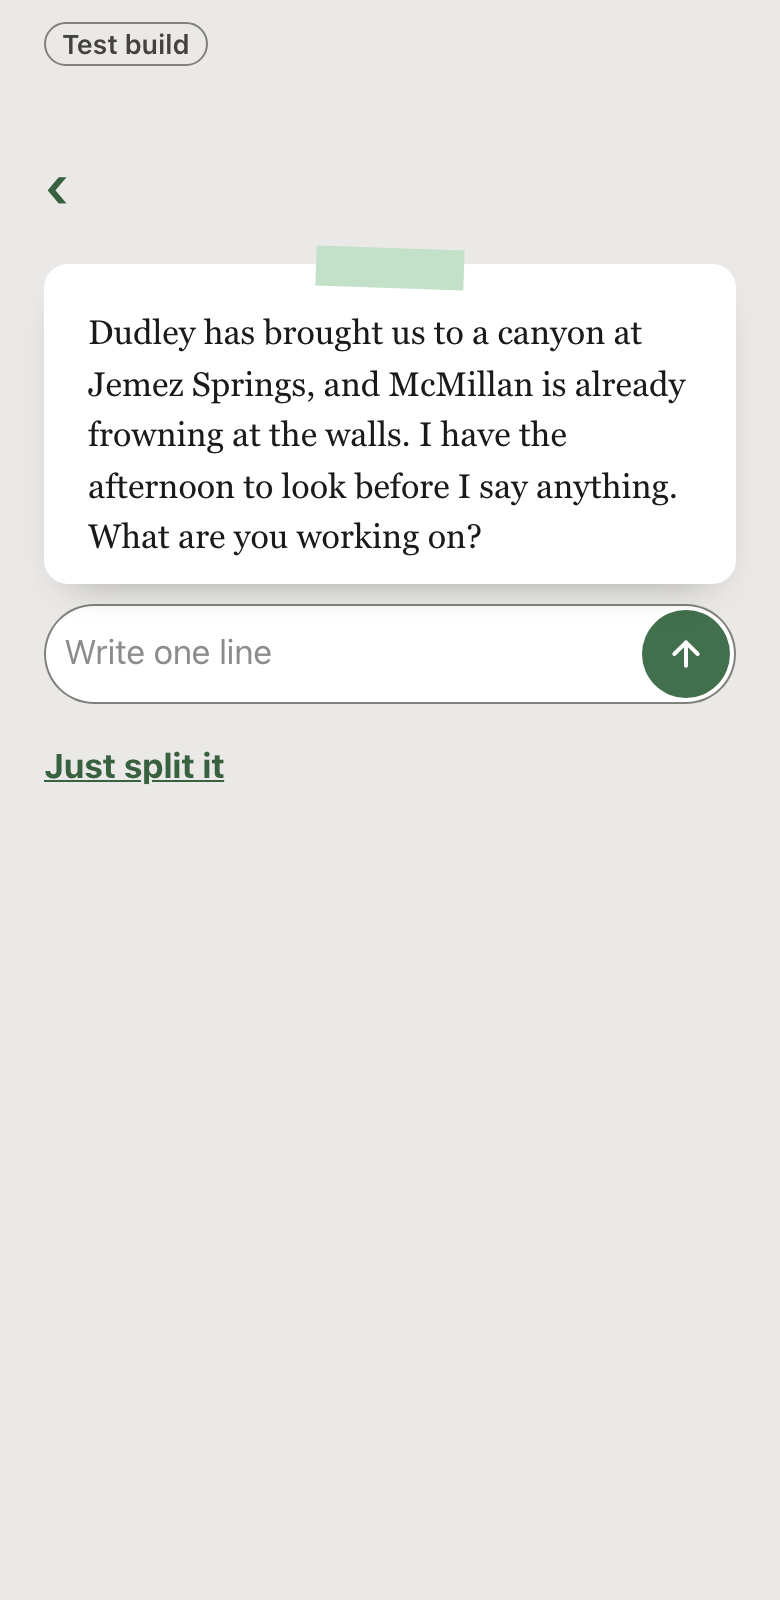 Test build
Dudley has brought us to a canyon at
Jemez Springs, and McMillan is already
frowning at the walls. I have the
afternoon to look before I say anything.
What are you working on?
Write one line
Just split it